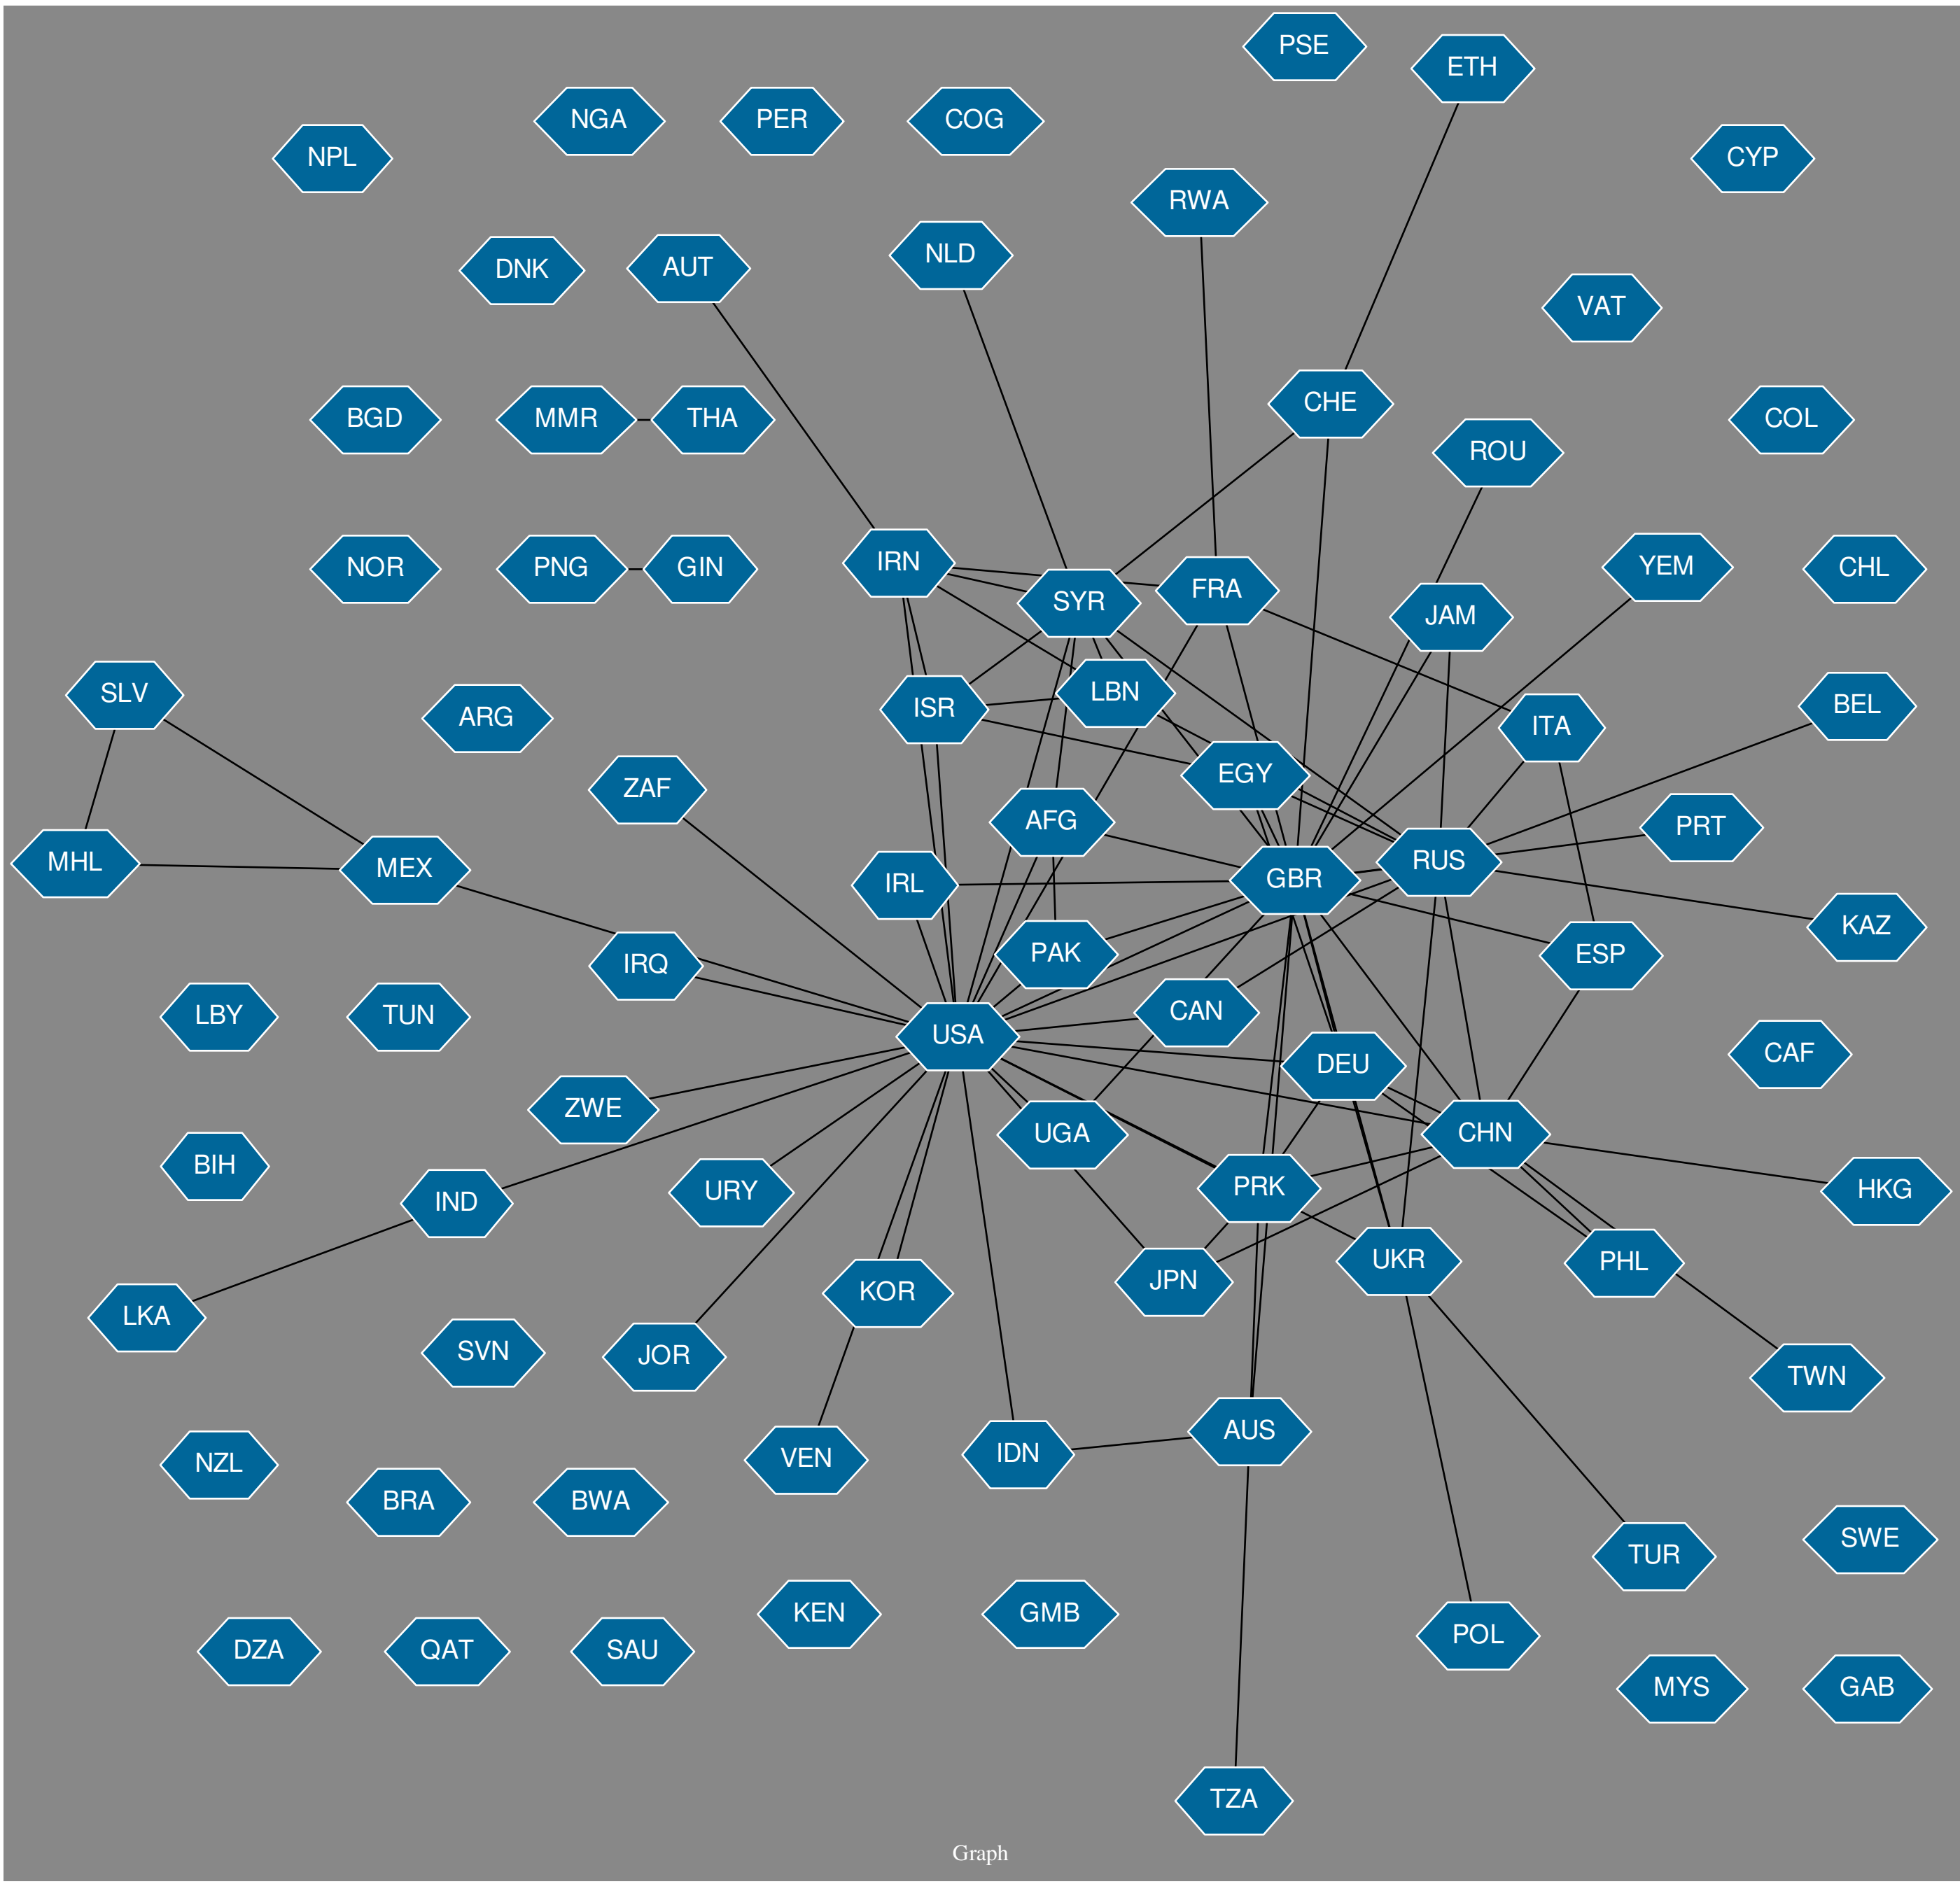 PSE
ETH
NGA
PER
COG
NPL
CYP
RWA
NLD
AUT
DNK
VAT
CHE
BGD
MMR
THA
COL
ROU
IRN
YEM
NOR
PNG
GIN
CHL
FRA
SYR
JAM
LBN
SLV
BEL
ISR
ARG
ITA
EGY
ZAF
AFG
PRT
RUS
MHL
MEX
GBR
IRL
KAZ
PAK
ESP
IRQ
CAN
LBY
TUN
USA
CAF
DEU
ZWE
CHN
UGA
BIH
PRK
HKG
URY
IND
UKR
PHL
JPN
KOR
LKA
SVN
JOR
TWN
AUS
IDN
VEN
NZL
BRA
BWA
SWE
TUR
KEN
GMB
POL
DZA
QAT
SAU
MYS
GAB
TZA
Graph